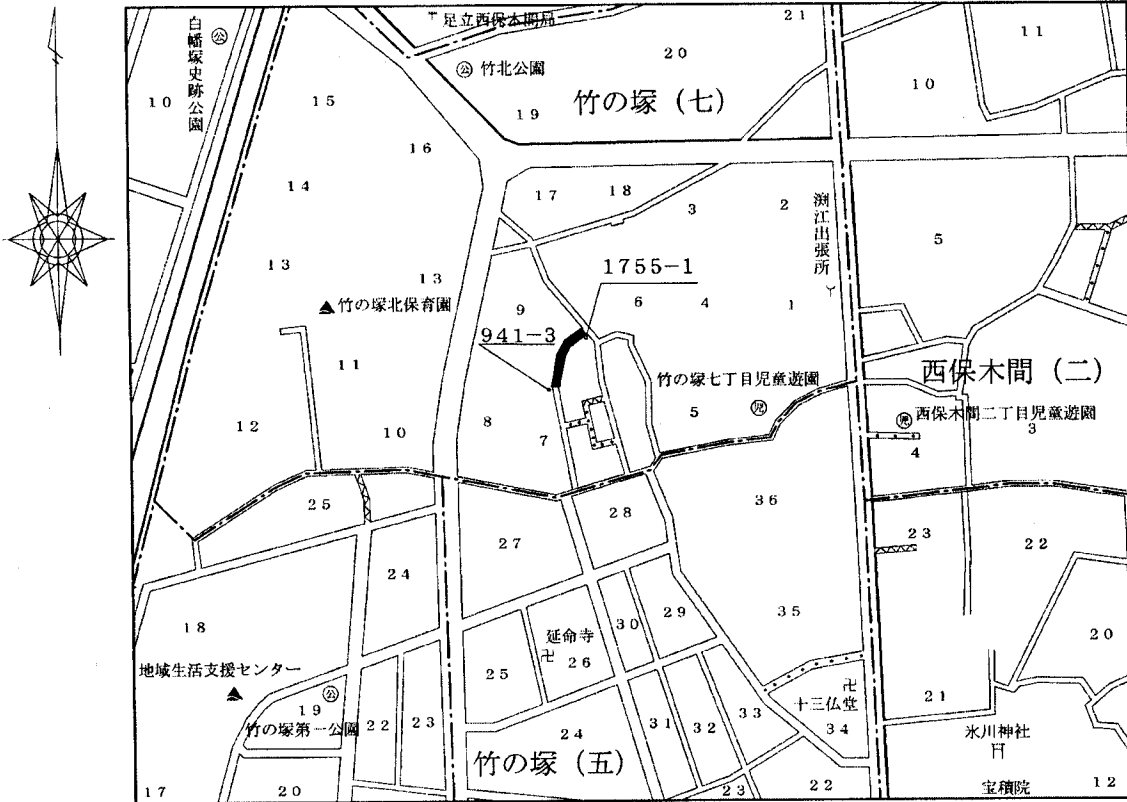 〒足立西保木間局
21
白幡塚史跡公園
公
11
20
公 竹北公園
10
15
竹の塚（七）
10
19
16
14
17
18
3
2
渕江出張所
5
13
13
1755-1
6
4
1
竹の塚北保育園
9
941-3
11
竹の塚七丁目児童遊園
西保木間（二）
児
5
児 西保木間二丁目児童遊園
3
12
10
8
7
4
25
28
36
27
23
22
24
29
30
35
18
延命寺
卍
26
20
25
地域生活支援センター
卍
十三仏堂
21
公
19
竹の塚第一公園
22
23
24
31
32
33
34
氷川神社
竹の塚（五）
宝積院
12
17
20
23
22